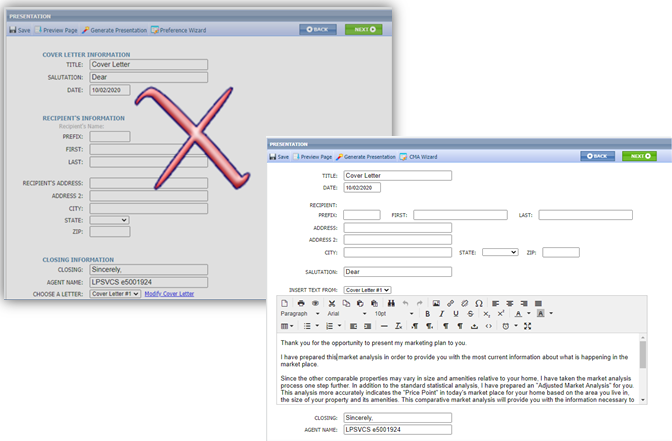 PRESENTATION
Save Preview Page Generate Presentation Preference Wizard BACK NEXT
COVER LETTER INFORMATION
TITLE: Cover Letter
SALUTATION: Dear
DATE: 10/02/2020
RECIPIENT'S INFORMATION
Recipient's Name:
PREFIX:
FIRST:
LAST:
RECIPIENT'S ADDRESS:
ADDRESS 2:
CITY:
STATE:
ZIP:
CLOSING INFORMATION
CLOSING: Sincerely,
AGENT NAME: LPSVCS e5001924
CHOOSE A LETTER: Cover Letter #1 Modify Cover Letter
PRESENTATION
Save Preview Page Generate Presentation CMA Wizard BACK NEXT
TITLE: Cover Letter
DATE: 10/02/2020
RECIPIENT:
PREFIX: FIRST: LAST:
ADDRESS:
ADDRESS 2:
CITY: STATE: ZIP:
SALUTATION: Dear
INSERT TEXT FROM: Cover Letter #1
Paragraph Arial 10pt B I U S X₂ X² A A
Thank you for the opportunity to present my marketing plan to you.
I have prepared this market analysis in order to provide you with the most current information about what is happening in the
market place.
Since the other comparable properties may vary in size and amenities relative to your home, I have taken the market analysis
process one step further. In addition to the standard statistical analysis, I have prepared an "Adjusted Market Analysis" for you.
This analysis more accurately indicates the "Price Point" in today's market place for your home based on the area you live in,
the size of your property and its amenities. This comparative market analysis will provide you with the information necessary to
CLOSING: Sincerely,
AGENT NAME: LPSVCS e5001924